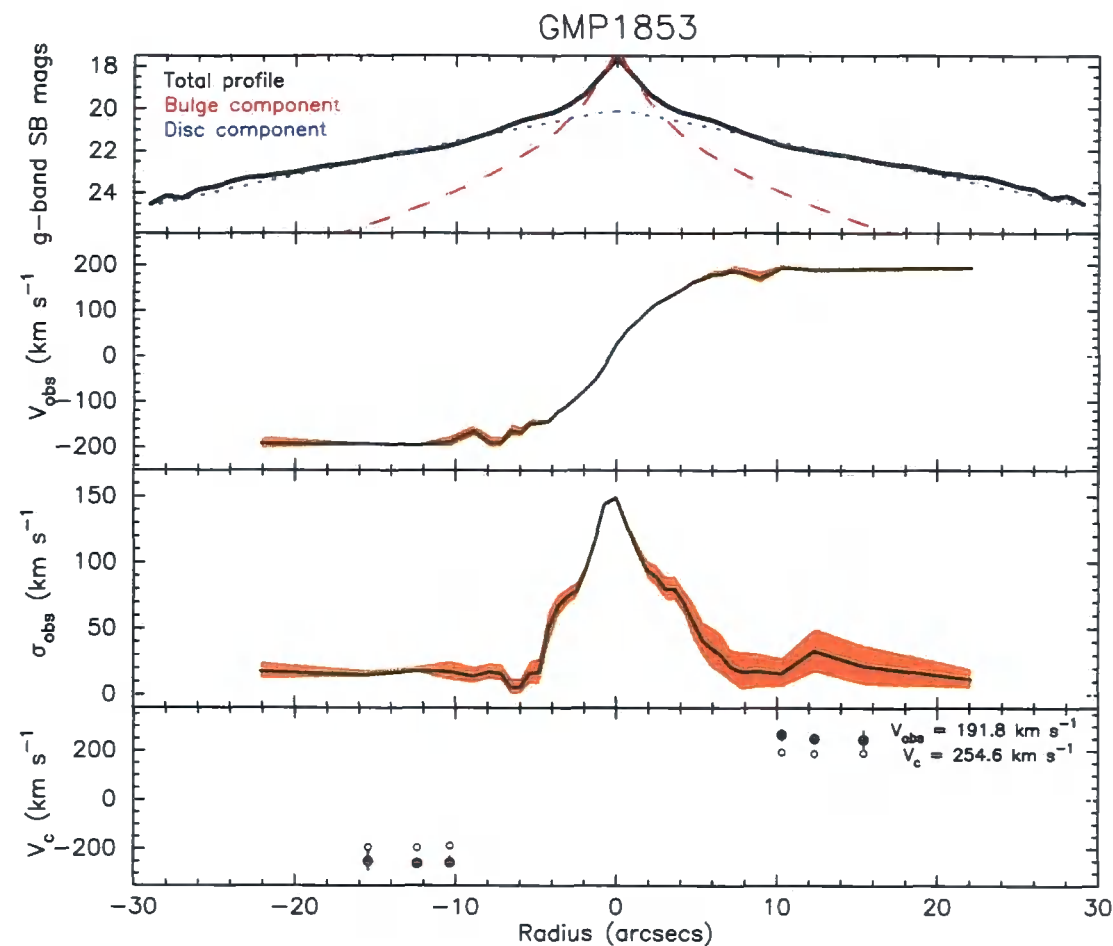 GMP1853
g-band SB mags
18
20
22
24
Total profile
Bulge component
Disc component
V_obs (km s⁻¹)
200
100
0
−100
−200
σ_obs (km s⁻¹)
150
100
50
0
V_c (km s⁻¹)
200
0
−200
V_obs = 191.8 km s⁻¹
V_c = 254.6 km s⁻¹
−30 −20 −10 0 10 20 30
Radius (arcsecs)